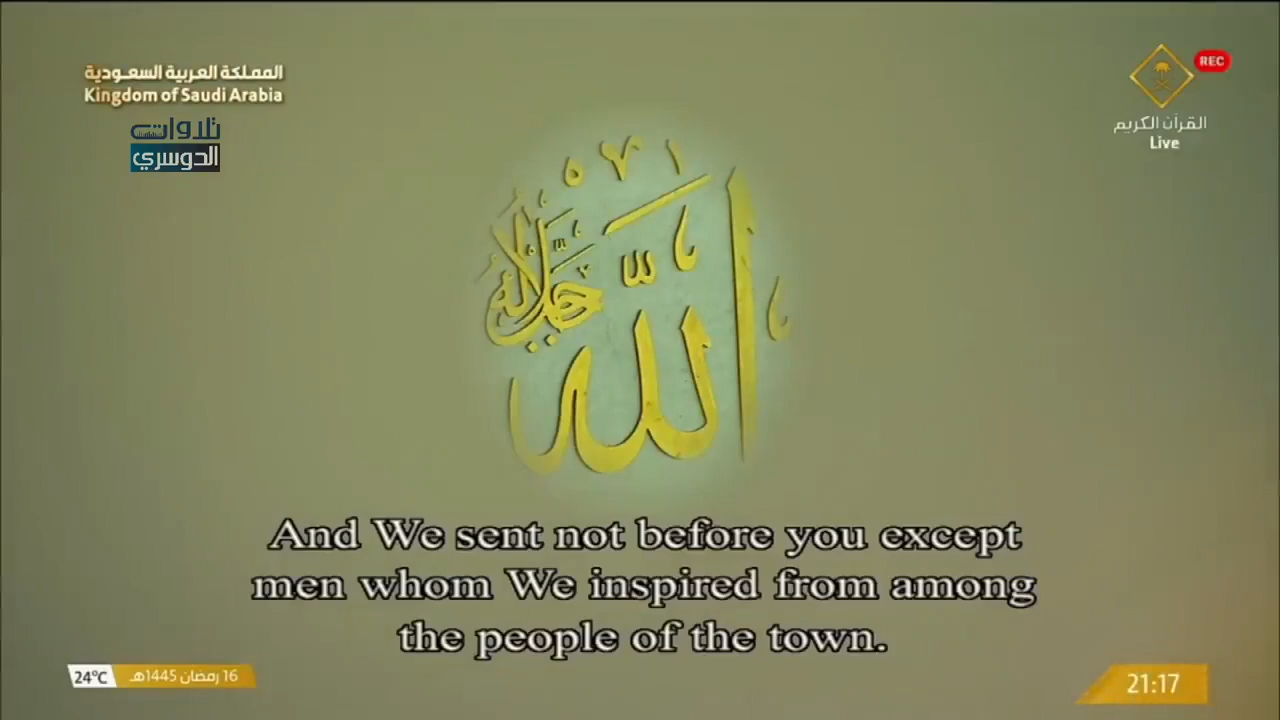 المملكة العربية السعودية
Kingdom of Saudi Arabia
تلاوات
الدوسري
REC
القرآن الكريم
Live
الله
جل جلاله
And We sent not before you except
men whom We inspired from among
the people of the town.
24°C
16 رمضان 1445هـ
21:17